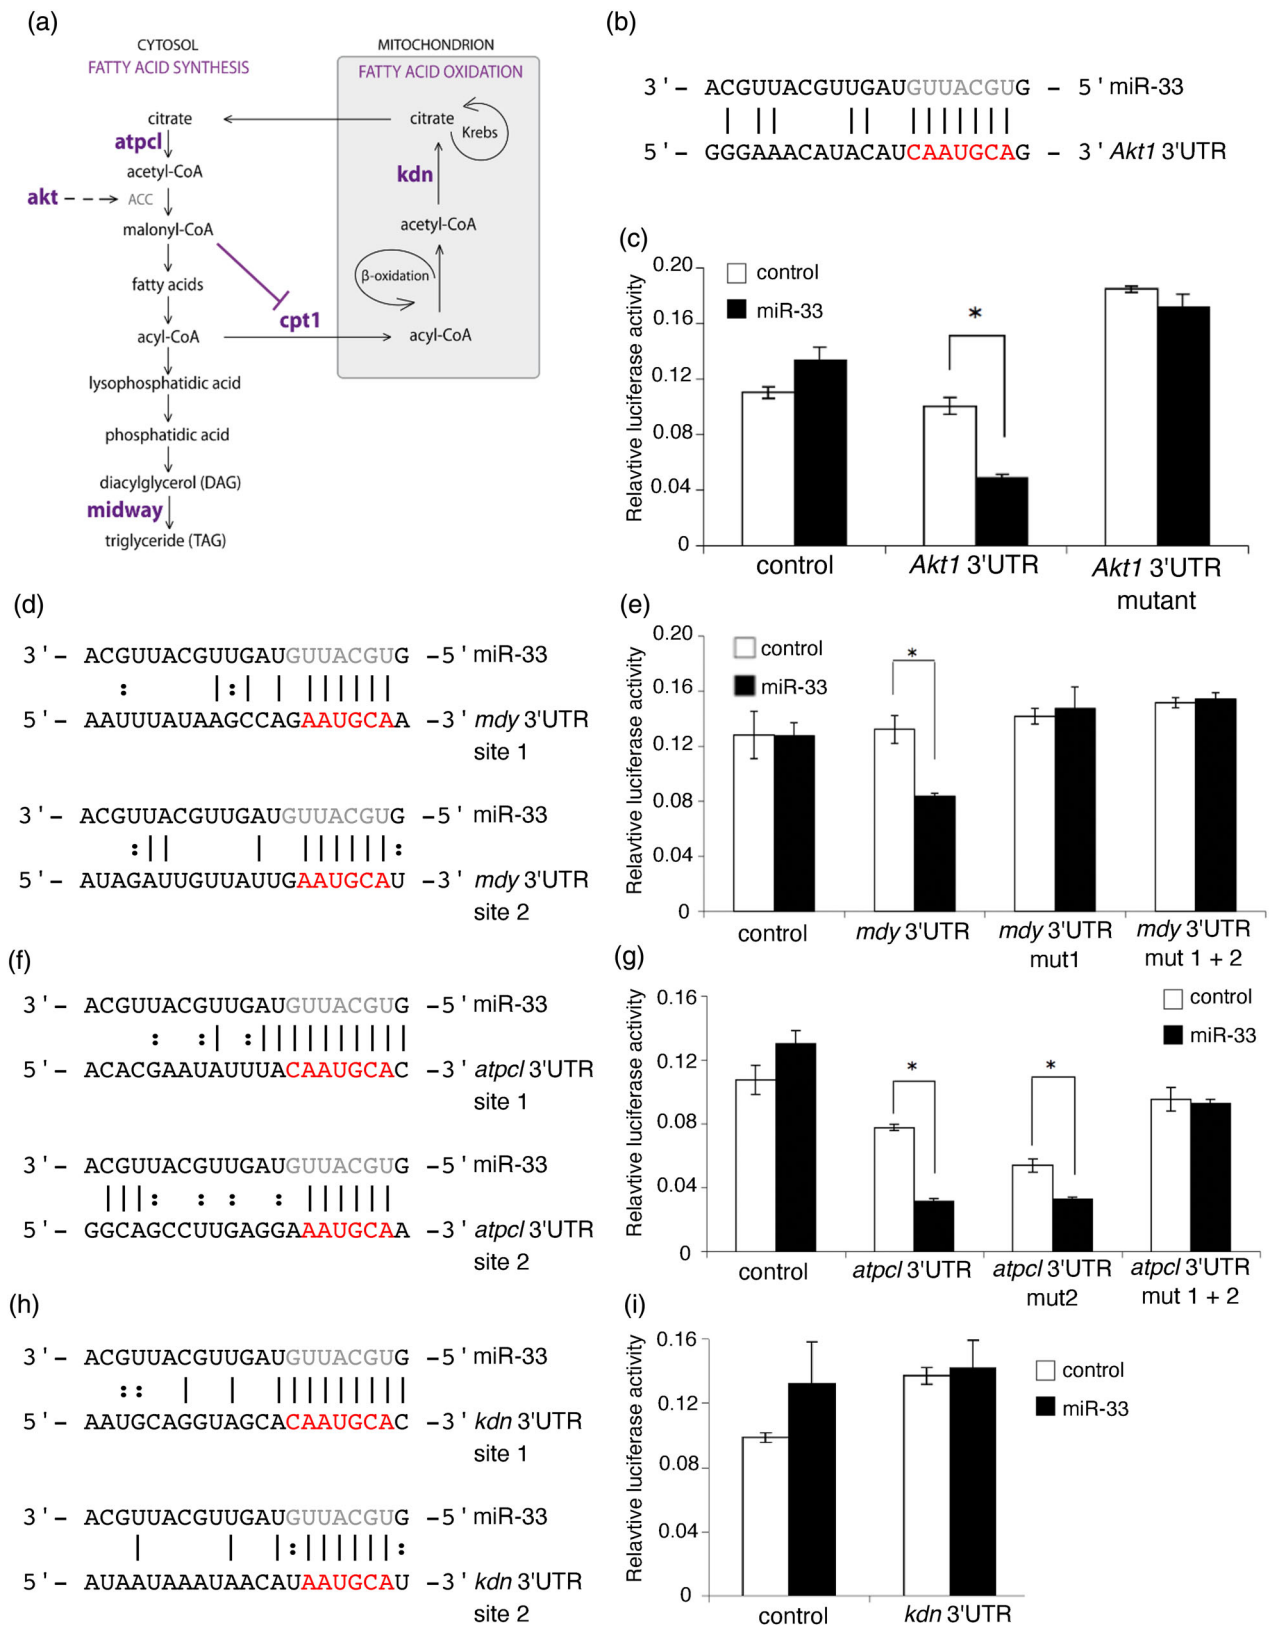 (a)
CYTOSOL
FATTY ACID SYNTHESIS
MITOCHONDRION
FATTY ACID OXIDATION
citrate
citrate
Krebs
atpcl
acetyl-CoA
kdn
akt
ACC
malonyl-CoA
acetyl-CoA
β-oxidation
fatty acids
cpt1
acyl-CoA
acyl-CoA
lysophosphatidic acid
phosphatidic acid
diacylglycerol (DAG)
midway
triglyceride (TAG)
(b)
3'- ACGUUACGUUGAUGUUACGUG - 5' miR-33
5'- GGGAAACAUACAUCAAUGCAG - 3' Akt1 3'UTR
(c)
Relavtive luciferase activity
0.20
0.16
0.12
0.08
0.04
0
control
miR-33
*
control
Akt1 3'UTR
Akt1 3'UTR
mutant
(d)
3'- ACGUUACGUUGAUGUUACGUG -5' miR-33
5'- AAUUUAUAAGCCAGAAUGCAA -3' mdy 3'UTR
site 1
3'- ACGUUACGUUGAUGUUACGUG -5' miR-33
5'- AUAGAUUGUUAUUGAAUGCAU -3' mdy 3'UTR
site 2
(e)
Relavtive luciferase activity
0.20
0.16
0.12
0.08
0.04
0
control
miR-33
*
control
mdy 3'UTR
mdy 3'UTR
mut1
mdy 3'UTR
mut 1 + 2
(f)
3'- ACGUUACGUUGAUGUUACGUG -5' miR-33
5'- ACACGAAUAUUUACAAUGCAC -3' atpcl 3'UTR
site 1
3'- ACGUUACGUUGAUGUUACGUG -5' miR-33
5'- GGCAGCCUUGAGGAAAUGCAA -3' atpcl 3'UTR
site 2
(g)
Relavtive luciferase activity
0.16
0.12
0.08
0.04
0
control
miR-33
*
*
control
atpcl 3'UTR
atpcl 3'UTR
mut2
atpcl 3'UTR
mut 1 + 2
(h)
3'- ACGUUACGUUGAUGUUACGUG -5' miR-33
5'- AAUGCAGGUAGCACAAUGCAC -3' kdn 3'UTR
site 1
3'- ACGUUACGUUGAUGUUACGUG -5' miR-33
5'- AUAAUAAAUAACAUAAUGCAU -3' kdn 3'UTR
site 2
(i)
Relavtive luciferase activity
0.16
0.12
0.08
0.04
0
control
miR-33
control
kdn 3'UTR